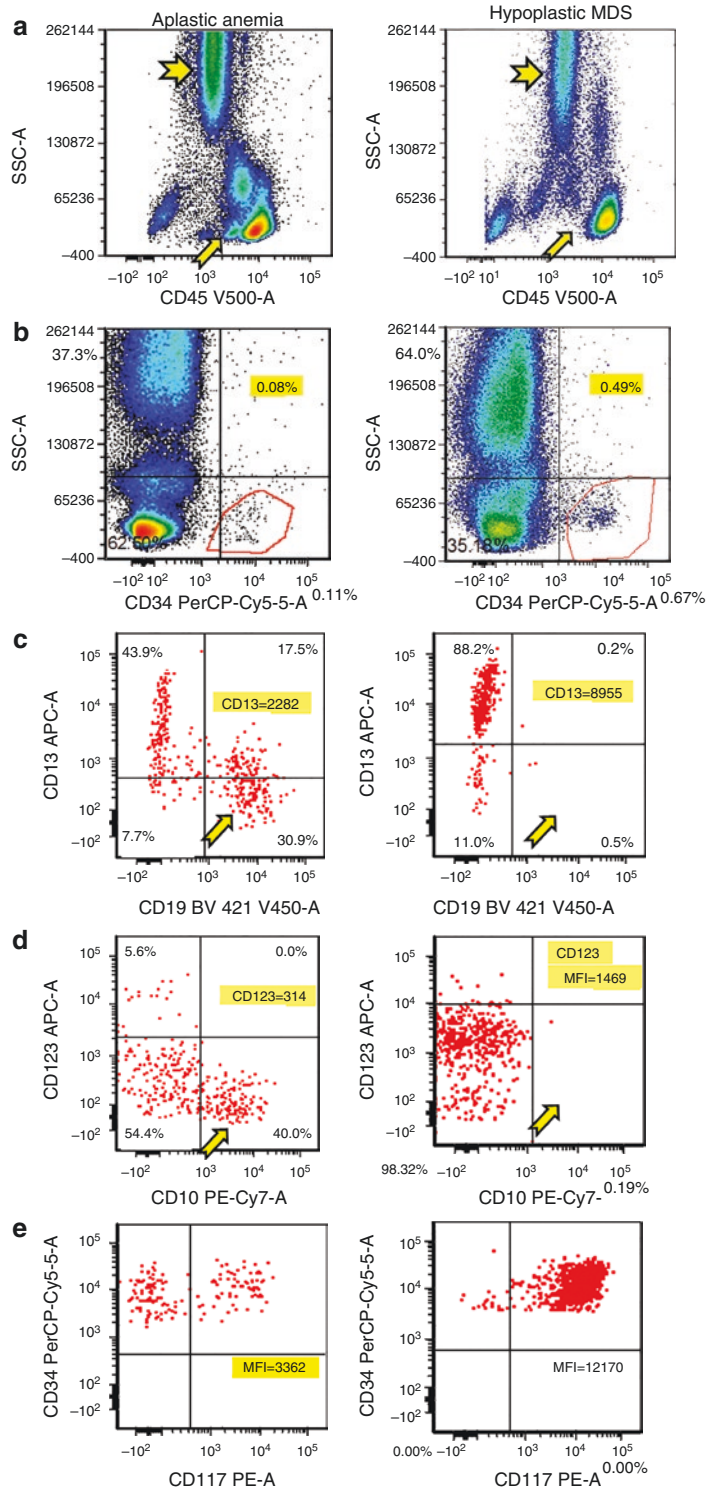 Aplastic anemia
Hypoplastic MDS
a
262144
196508
130872
65236
−400
SSC-A
−10² 10² 10³ 10⁴ 10⁵
CD45 V500-A
262144
196508
130872
65236
−400
SSC-A
−10² 10¹ 10³ 10⁴ 10⁵
CD45 V500-A
b
262144
37.3%
196508
0.08%
130872
65236
62.60%
−400
SSC-A
−10² 10² 10³ 10⁴ 10⁵
CD34 PerCP-Cy5-5-A 0.11%
262144
64.0%
196508
0.49%
130872
65236
35.18%
−400
SSC-A
−10² 10² 10³ 10⁴ 10⁵
CD34 PerCP-Cy5-5-A 0.67%
c
10⁵
43.9% 17.5%
10⁴
CD13=2282
10³
10²
7.7% 30.9%
−10²
CD13 APC-A
−10² 10³ 10⁴ 10⁵
CD19 BV 421 V450-A
10⁵
88.2% 0.2%
10⁴
CD13=8955
10³
10²
11.0% 0.5%
−10²
CD13 APC-A
−10² 10³ 10⁴ 10⁵
CD19 BV 421 V450-A
d
5.6% 0.0%
10⁵
CD123=314
10⁴
10³
10²
54.4% 40.0%
−10²
CD123 APC-A
−10² 10³ 10⁴ 10⁵
CD10 PE-Cy7-A
CD123
MFI=1469
10⁵
10⁴
10³
10²
−10²
CD123 APC-A
98.32% −10² 10³ 10⁴ 10⁵
CD10 PE-Cy7- 0.19%
e
10⁵
10⁴
10³
MFI=3362
10²
−10²
CD34 PerCP-Cy5-5-A
−10² 10³ 10⁴ 10⁵
CD117 PE-A
10⁵
10⁴
10³
MFI=12170
10²
−10²
CD34 PerCP-Cy5-5-A
0.00% −10² 10³ 10⁴ 10⁵
CD117 PE-A 0.00%